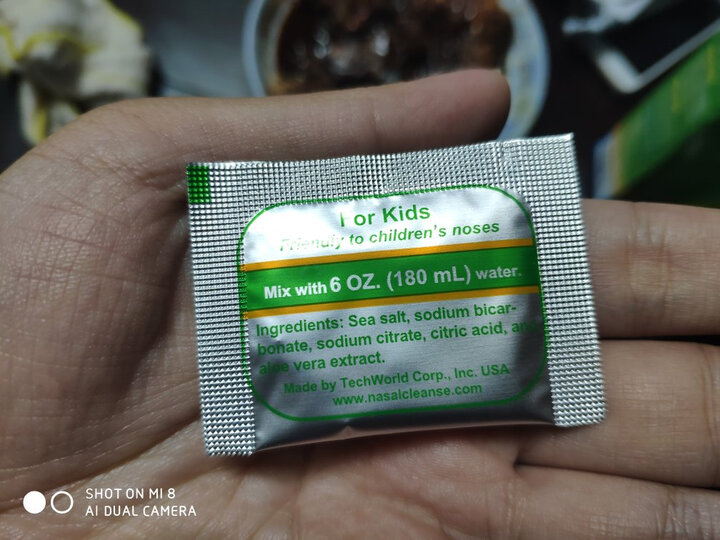 For Kids
Friendly to children's noses
Mix with 6 OZ. (180 mL) water.
Ingredients: Sea salt, sodium bicar-
bonate, sodium citrate, citric acid, and
aloe vera extract.
Made by TechWorld Corp., Inc. USA
www.nasalcleanse.com
SHOT ON MI 8
AI DUAL CAMERA